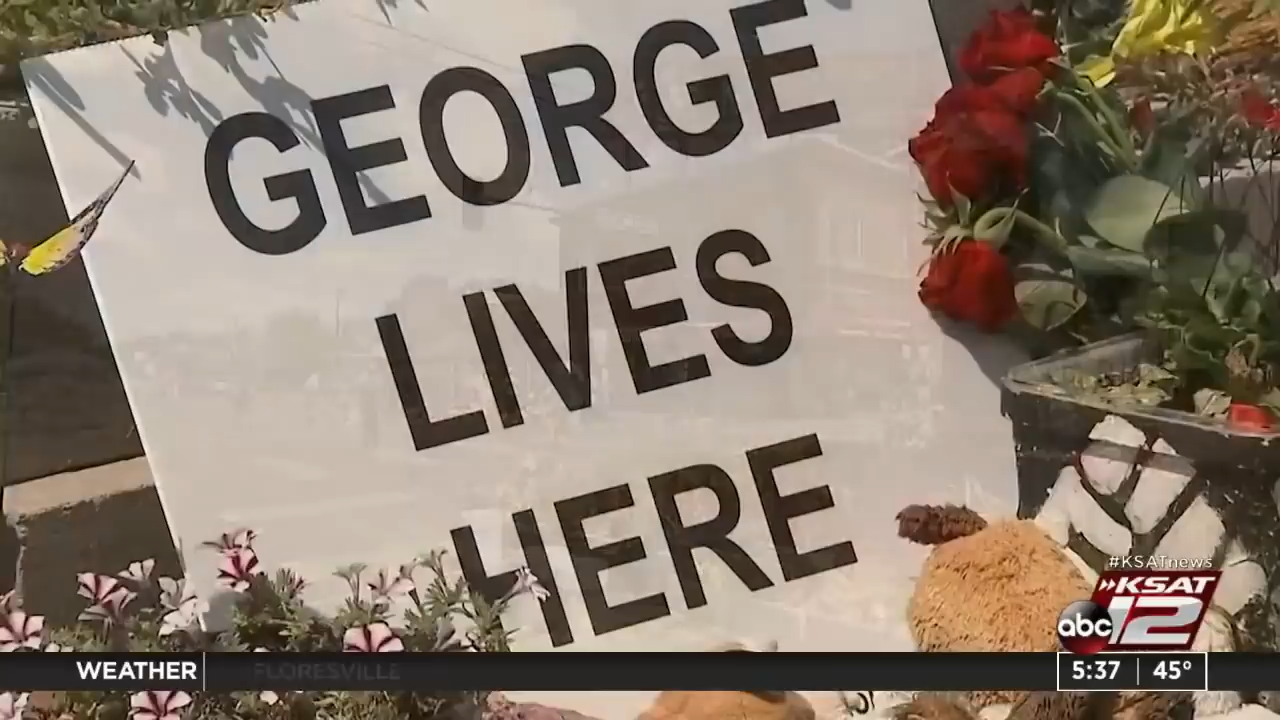 GEORGE
LIVES
HERE
#KSATnews
KSAT
abc 12
WEATHER FLORESVILLE 5:37 45°